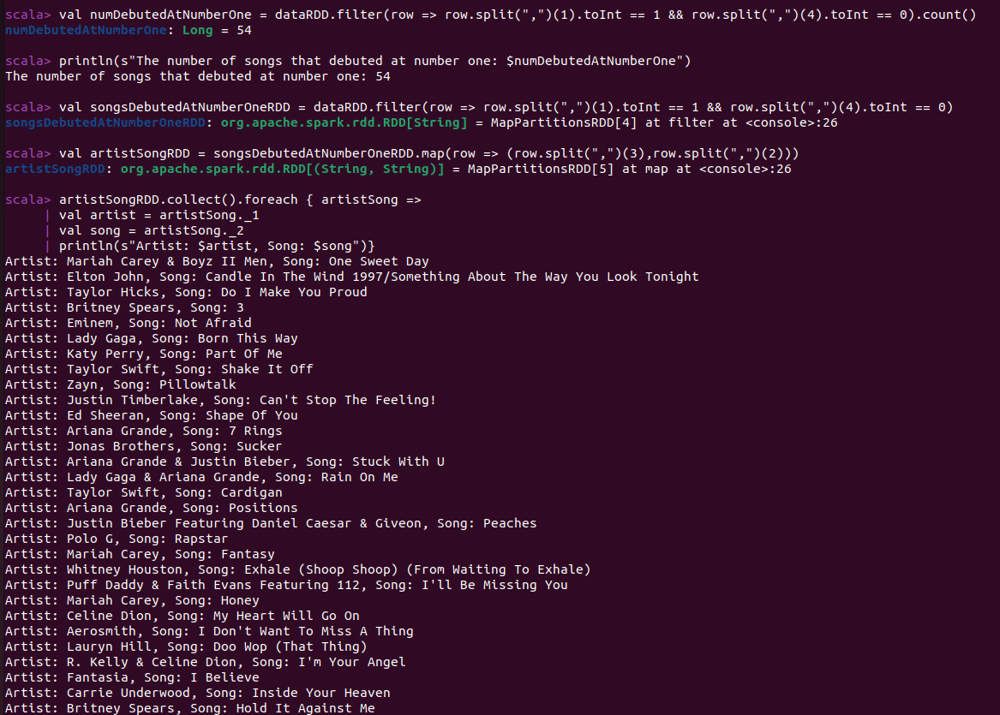 scala> val numDebutedAtNumberOne = dataRDD.filter(row => row.split(",")(1).toInt == 1 && row.split(",")(4).toInt == 0).count()
numDebutedAtNumberOne: Long = 54
scala> println(s"The number of songs that debuted at number one: $numDebutedAtNumberOne")
The number of songs that debuted at number one: 54
scala> val songsDebutedAtNumberOneRDD = dataRDD.filter(row => row.split(",")(1).toInt == 1 && row.split(",")(4).toInt == 0)
songsDebutedAtNumberOneRDD: org.apache.spark.rdd.RDD[String] = MapPartitionsRDD[4] at filter at <console>:26
scala> val artistSongRDD = songsDebutedAtNumberOneRDD.map(row => (row.split(",")(3),row.split(",")(2)))
artistSongRDD: org.apache.spark.rdd.RDD[(String, String)] = MapPartitionsRDD[5] at map at <console>:26
scala> artistSongRDD.collect().foreach { artistSong =>
| val artist = artistSong._1
| val song = artistSong._2
| println(s"Artist: $artist, Song: $song")}
Artist: Mariah Carey & Boyz II Men, Song: One Sweet Day
Artist: Elton John, Song: Candle In The Wind 1997/Something About The Way You Look Tonight
Artist: Taylor Hicks, Song: Do I Make You Proud
Artist: Britney Spears, Song: 3
Artist: Eminem, Song: Not Afraid
Artist: Lady Gaga, Song: Born This Way
Artist: Katy Perry, Song: Part Of Me
Artist: Taylor Swift, Song: Shake It Off
Artist: Zayn, Song: Pillowtalk
Artist: Justin Timberlake, Song: Can't Stop The Feeling!
Artist: Ed Sheeran, Song: Shape Of You
Artist: Ariana Grande, Song: 7 Rings
Artist: Jonas Brothers, Song: Sucker
Artist: Ariana Grande & Justin Bieber, Song: Stuck With U
Artist: Lady Gaga & Ariana Grande, Song: Rain On Me
Artist: Taylor Swift, Song: Cardigan
Artist: Ariana Grande, Song: Positions
Artist: Justin Bieber Featuring Daniel Caesar & Giveon, Song: Peaches
Artist: Polo G, Song: Rapstar
Artist: Mariah Carey, Song: Fantasy
Artist: Whitney Houston, Song: Exhale (Shoop Shoop) (From Waiting To Exhale)
Artist: Puff Daddy & Faith Evans Featuring 112, Song: I'll Be Missing You
Artist: Mariah Carey, Song: Honey
Artist: Celine Dion, Song: My Heart Will Go On
Artist: Aerosmith, Song: I Don't Want To Miss A Thing
Artist: Lauryn Hill, Song: Doo Wop (That Thing)
Artist: R. Kelly & Celine Dion, Song: I'm Your Angel
Artist: Fantasia, Song: I Believe
Artist: Carrie Underwood, Song: Inside Your Heaven
Artist: Britney Spears, Song: Hold It Against Me